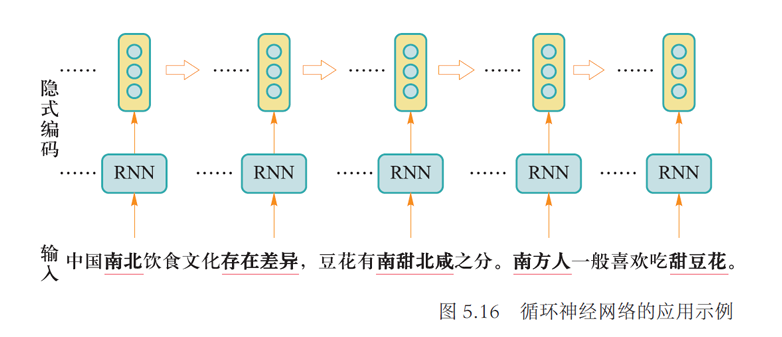 隐式编码
…… …… …… …… ……
…… RNN …… RNN …… RNN …… RNN …… RNN
输入
中国南北饮食文化存在差异，豆花有南甜北咸之分。南方人一般喜欢吃甜豆花。
图 5.16 循环神经网络的应用示例